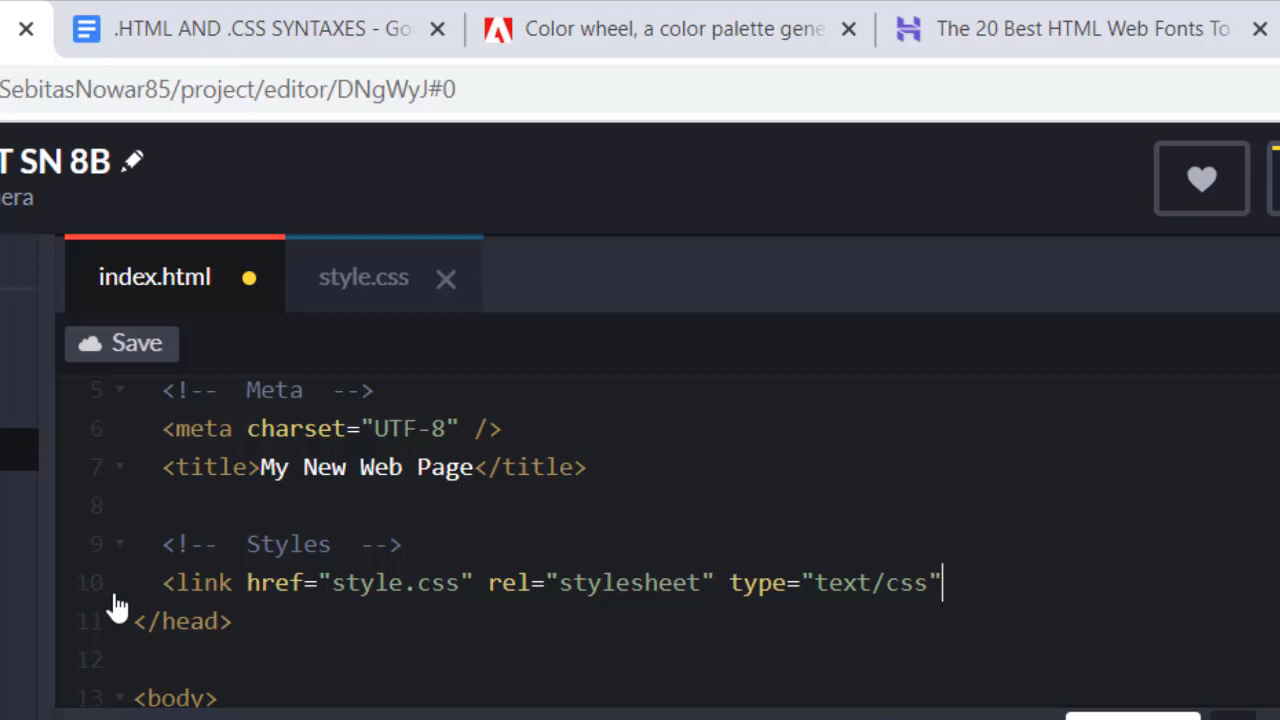 .HTML AND .CSS SYNTAXES - Go
Color wheel, a color palette gene
The 20 Best HTML Web Fonts To
SebitasNowar85/project/editor/DNgWyJ#0
T SN 8B
era
index.html
style.css
Save
5 <!--  Meta  -->
6 <meta charset="UTF-8" />
7 <title>My New Web Page</title>
8
9 <!--  Styles  -->
10 <link href="style.css" rel="stylesheet" type="text/css"
11 </head>
12
13 <body>